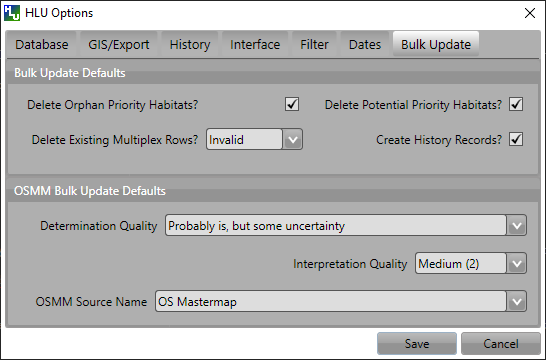 HLU HLU Options
Database GIS/Export History Interface Filter Dates Bulk Update
Bulk Update Defaults
Delete Orphan Priority Habitats? Delete Potential Priority Habitats?
Delete Existing Multiplex Rows? Invalid Create History Records?
OSMM Bulk Update Defaults
Determination Quality Probably is, but some uncertainty
Interpretation Quality Medium (2)
OSMM Source Name OS Mastermap
Save Cancel